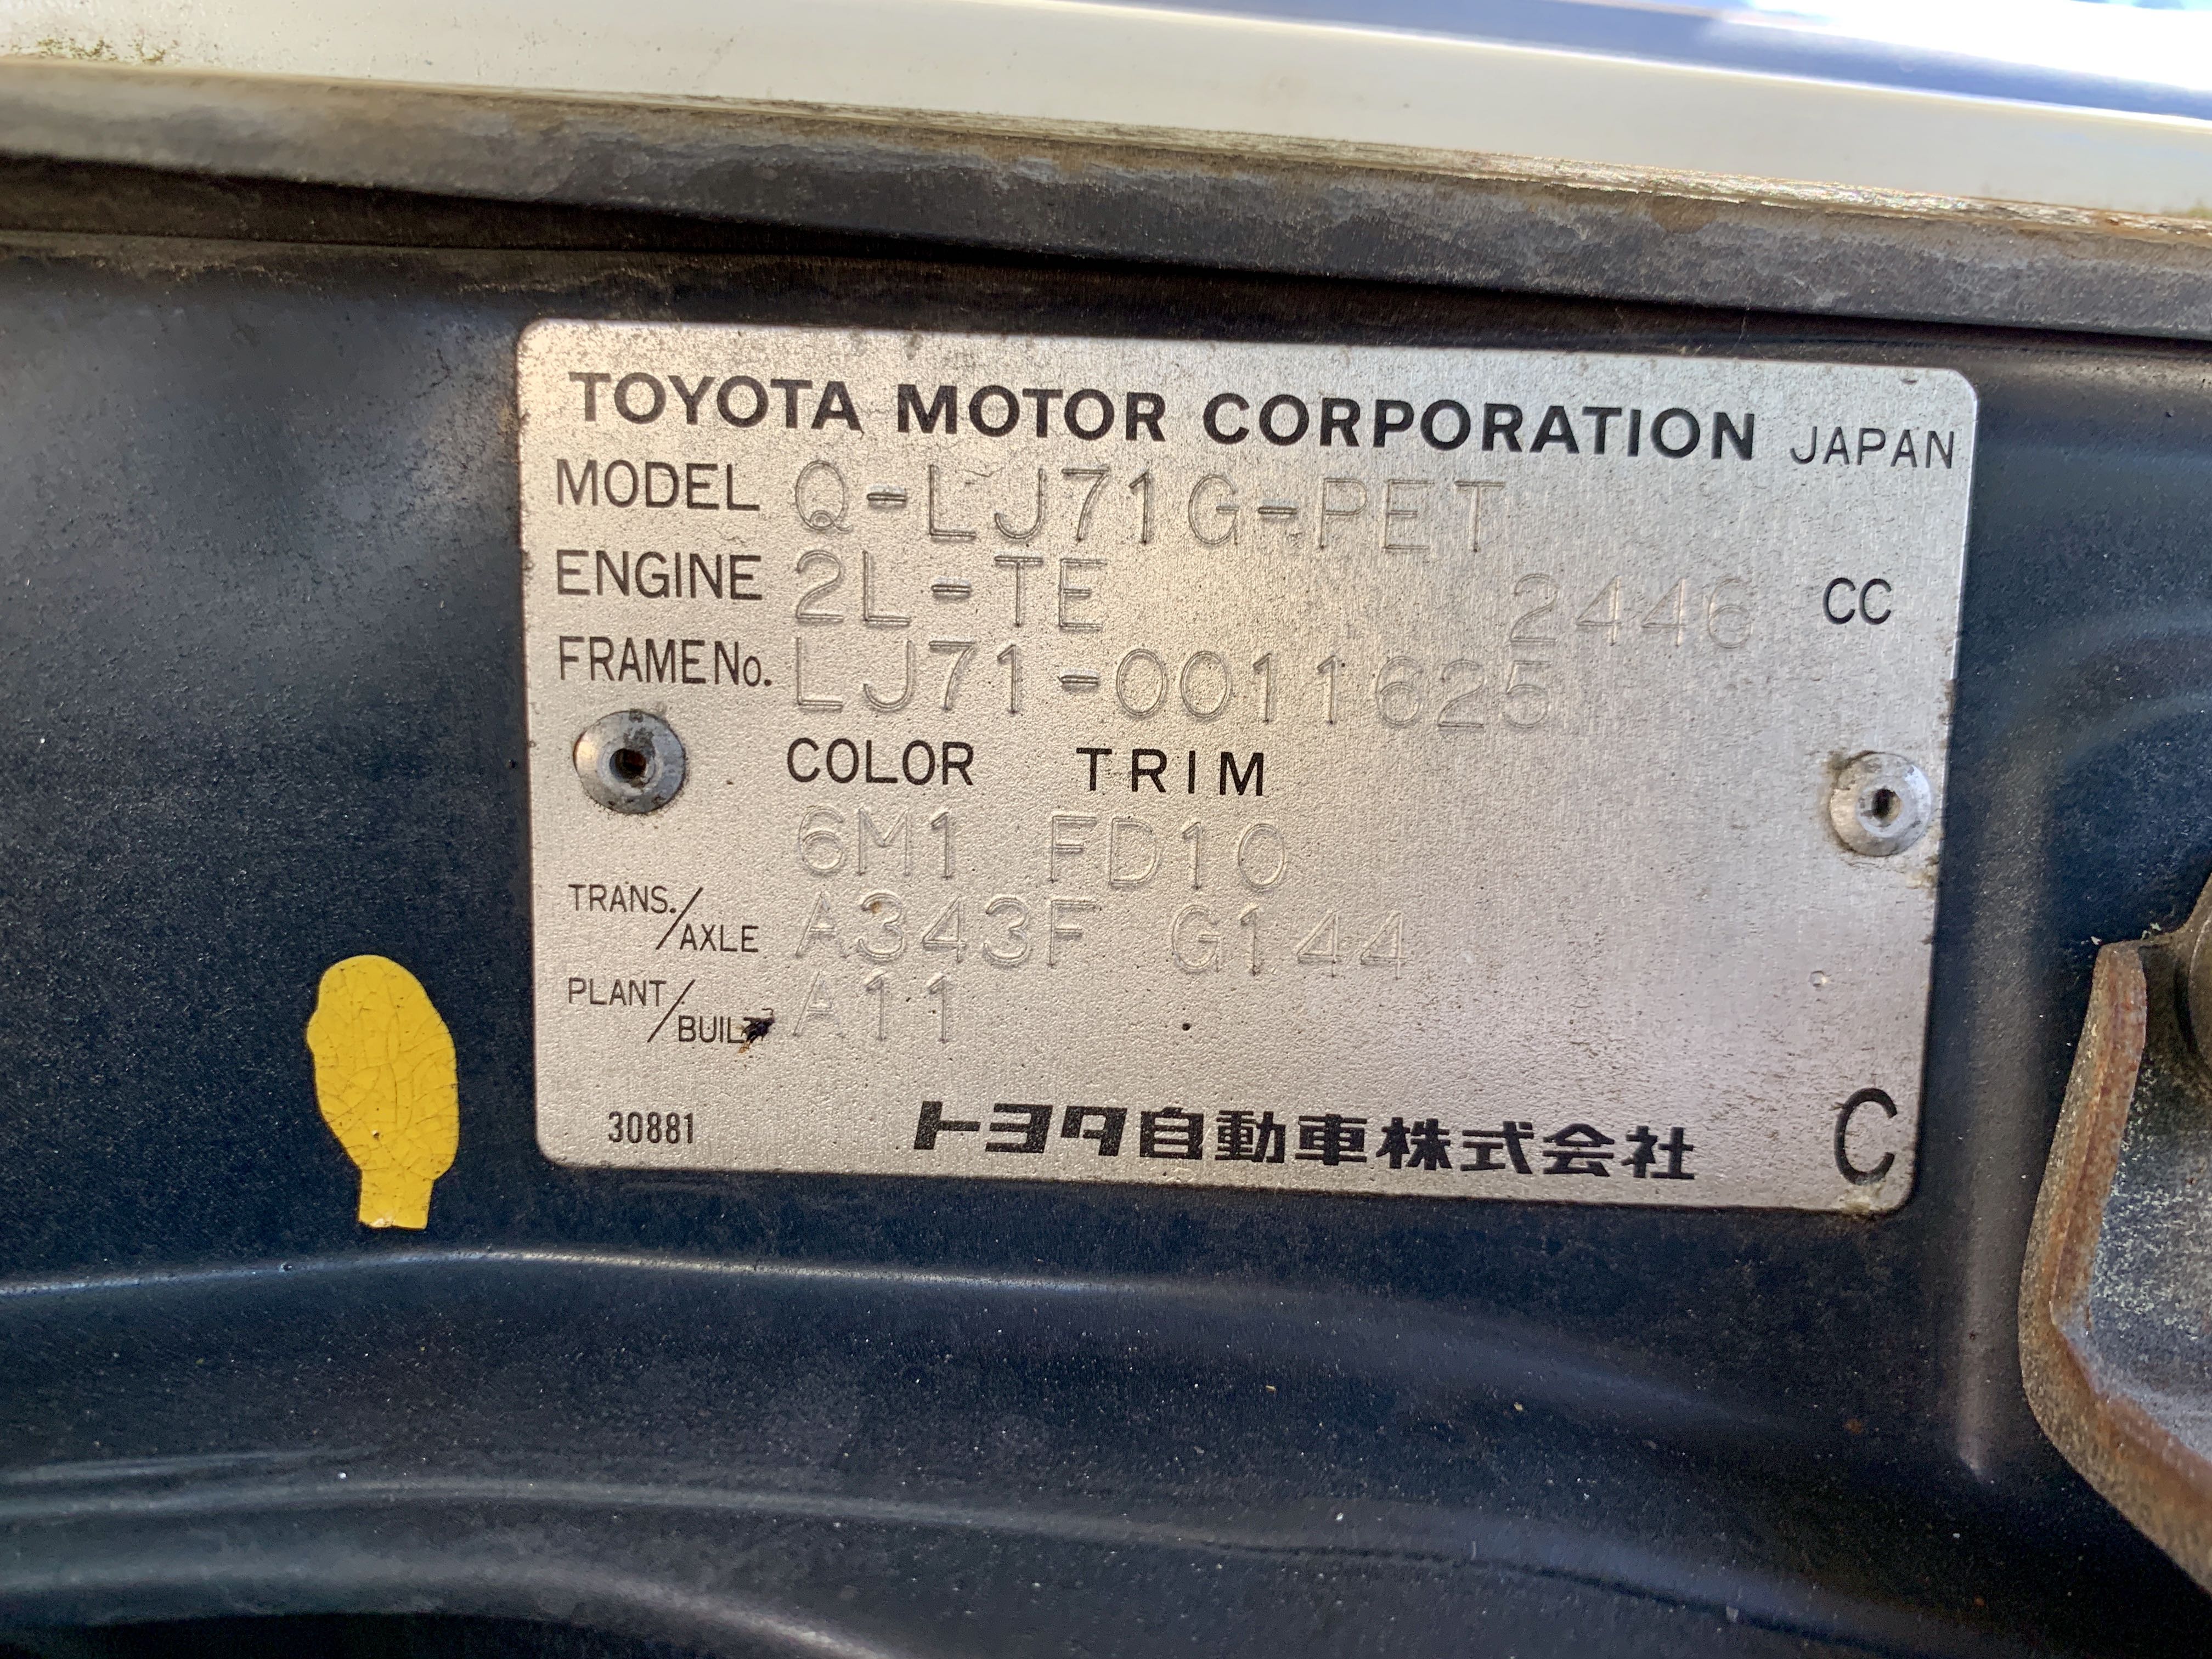 TOYOTA MOTOR CORPORATION JAPAN
MODEL Q-LJ71G-PET
ENGINE 2L-TE 2446 CC
FRAME No. LJ71-0011625
COLOR TRIM
6M1 FD10
TRANS./AXLE A343F G144
PLANT/BUILT A11
30881 トヨタ自動車株式会社 C